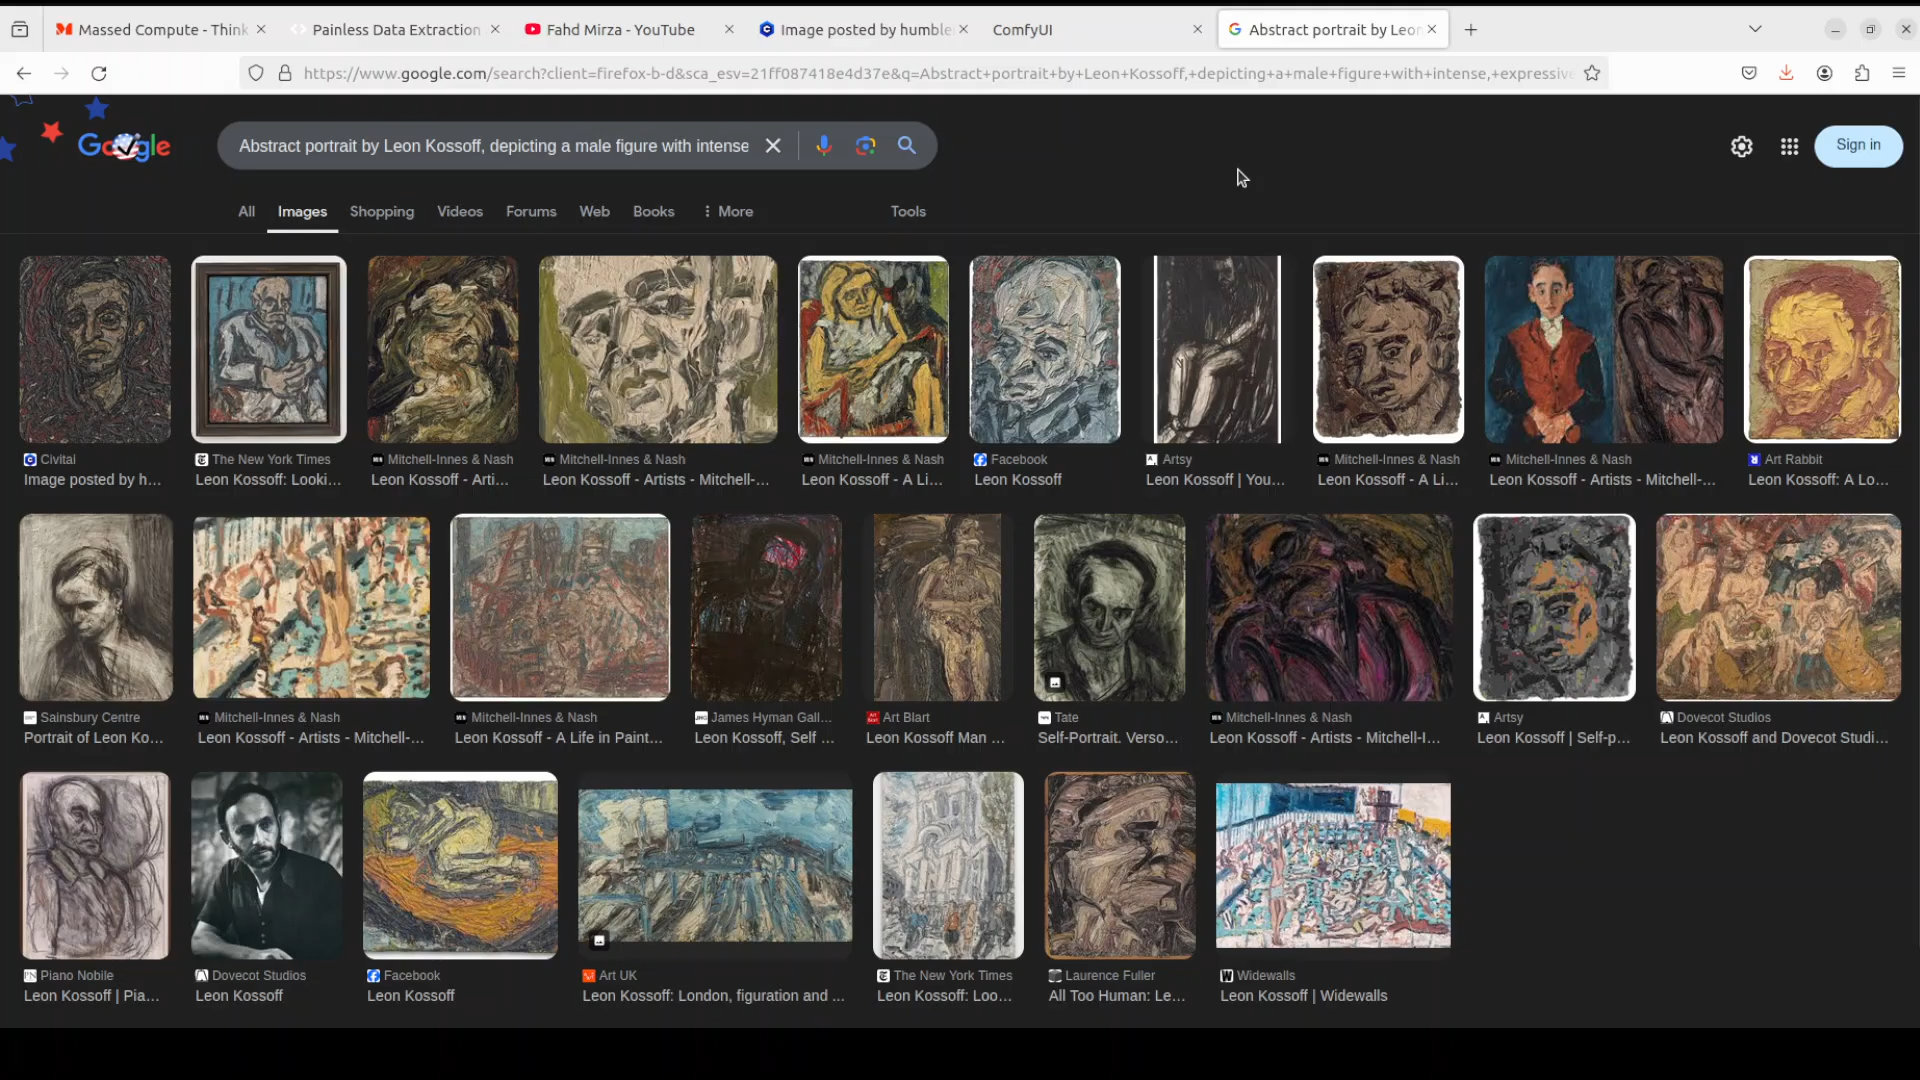 Massed Compute - Think
Painless Data Extraction
Fahd Mirza - YouTube
Image posted by humble
ComfyUI
Abstract portrait by Leon
https://www.google.com/search?client=firefox-b-d&sca_esv=21ff087418e4d37e&q=Abstract+portrait+by+Leon+Kossoff,+depicting+a+male+figure+with+intense,+expressive
Google
Abstract portrait by Leon Kossoff, depicting a male figure with intense
Sign in
All
Images
Shopping
Videos
Forums
Web
Books
More
Tools
Civitai
Image posted by h...
The New York Times
Leon Kossoff: Looki...
Mitchell-Innes & Nash
Leon Kossoff - Arti...
Mitchell-Innes & Nash
Leon Kossoff - Artists - Mitchell-...
Mitchell-Innes & Nash
Leon Kossoff - A Li...
Facebook
Leon Kossoff
Artsy
Leon Kossoff | You...
Mitchell-Innes & Nash
Leon Kossoff - A Li...
Mitchell-Innes & Nash
Leon Kossoff - Artists - Mitchell-...
Art Rabbit
Leon Kossoff: A Lo...
Sainsbury Centre
Portrait of Leon Ko...
Mitchell-Innes & Nash
Leon Kossoff - Artists - Mitchell-...
Mitchell-Innes & Nash
Leon Kossoff - A Life in Paint...
James Hyman Gall...
Leon Kossoff, Self ...
Art Blart
Leon Kossoff Man ...
Tate
Self-Portrait. Verso...
Mitchell-Innes & Nash
Leon Kossoff - Artists - Mitchell-I...
Artsy
Leon Kossoff | Self-p...
Dovecot Studios
Leon Kossoff and Dovecot Studi...
Piano Nobile
Leon Kossoff | Pia...
Dovecot Studios
Leon Kossoff
Facebook
Leon Kossoff
Art UK
Leon Kossoff: London, figuration and ...
The New York Times
Leon Kossoff: Loo...
Laurence Fuller
All Too Human: Le...
Widewalls
Leon Kossoff | Widewalls